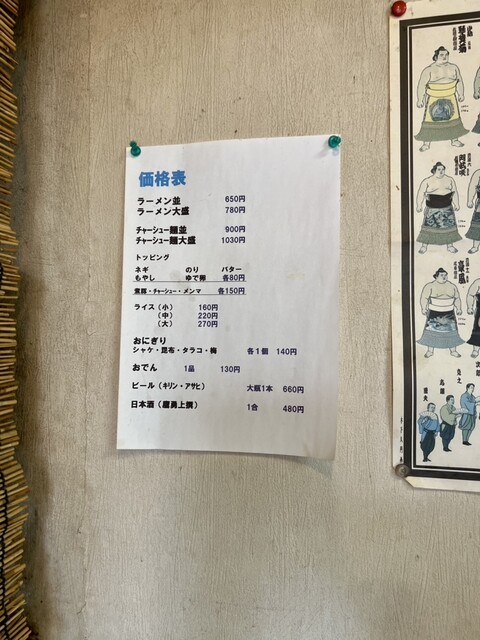 価格表
ラーメン並 650円
ラーメン大盛 780円
チャーシュー麺並 900円
チャーシュー麺大盛 1030円
トッピング
ネギ のり バター
もやし ゆで卵 各80円
煮豚・チャーシュー・メンマ 各150円
ライス(小) 160円
(中) 220円
(大) 270円
おにぎり
シャケ・昆布・タラコ・梅 各1個 140円
おでん 1品 130円
ビール(キリン・アサヒ) 大瓶1本 660円
日本酒(鷹勇上撰) 1合 480円